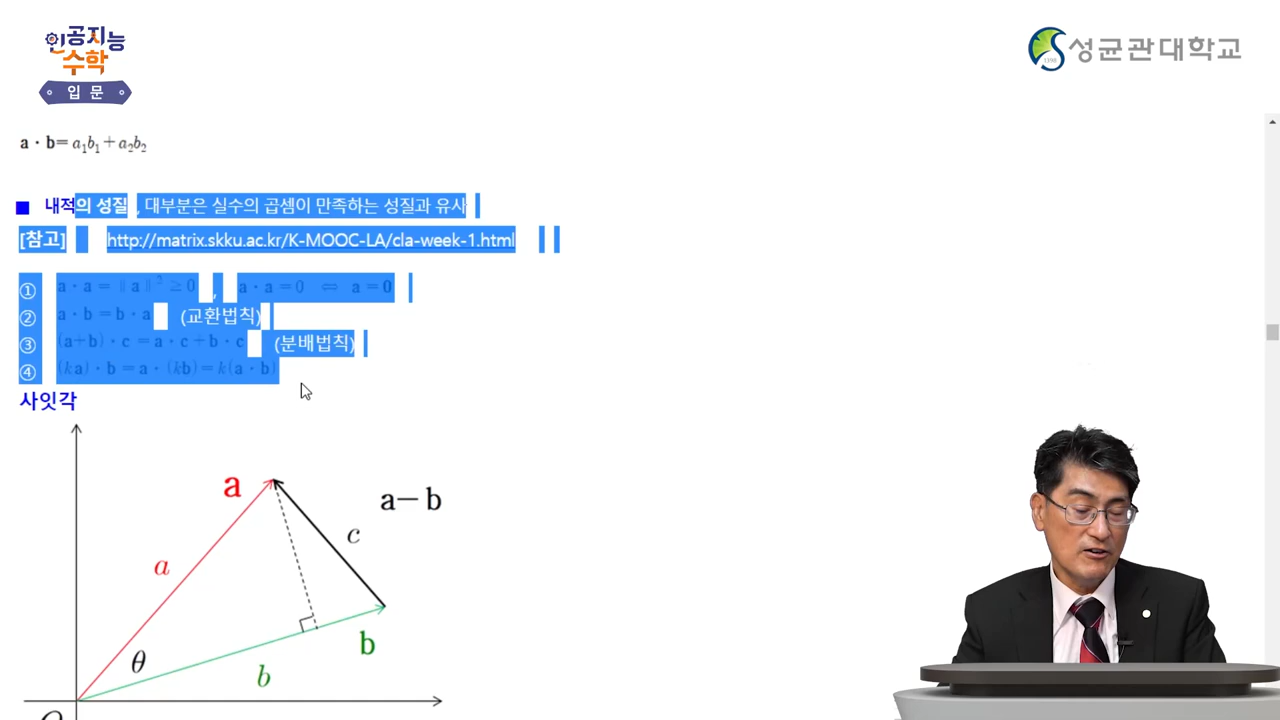 인공지능
수학
입문
성균관대학교
1398
a · b = a₁b₁ + a₂b₂
■ 내적의 성질 , 대부분은 실수의 곱셈이 만족하는 성질과 유사
[참고] http://matrix.skku.ac.kr/K-MOOC-LA/cla-week-1.html
① a · a = ∥a∥² ≥ 0 , a · a = 0 ⇔ a = 0
② a · b = b · a (교환법칙)
③ (a+b) · c = a · c + b · c (분배법칙)
④ (ka) · b = a · (kb) = k(a · b)
사잇각
a
a − b
c
a
θ
b
b
O